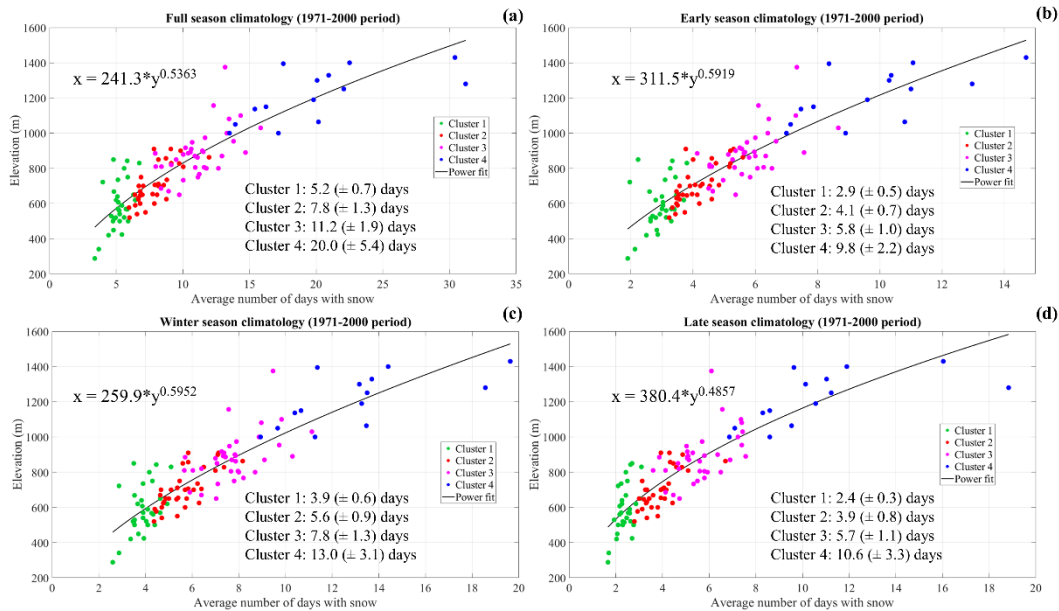 Full season climatology (1971-2000 period)
(a)
1600
1400
1200
1000
800
600
400
200
Elevation (m)
x = 241.3*y^0.5363
Cluster 1
Cluster 2
Cluster 3
Cluster 4
Power fit
Cluster 1: 5.2 (± 0.7) days
Cluster 2: 7.8 (± 1.3) days
Cluster 3: 11.2 (± 1.9) days
Cluster 4: 20.0 (± 5.4) days
0 5 10 15 20 25 30 35
Average number of days with snow
Early season climatology (1971-2000 period)
(b)
1600
1400
1200
1000
800
600
400
200
Elevation (m)
x = 311.5*y^0.5919
Cluster 1
Cluster 2
Cluster 3
Cluster 4
Power fit
Cluster 1: 2.9 (± 0.5) days
Cluster 2: 4.1 (± 0.7) days
Cluster 3: 5.8 (± 1.0) days
Cluster 4: 9.8 (± 2.2) days
0 2 4 6 8 10 12 14
Average number of days with snow
Winter season climatology (1971-2000 period)
(c)
1600
1400
1200
1000
800
600
400
200
Elevation (m)
x = 259.9*y^0.5952
Cluster 1
Cluster 2
Cluster 3
Cluster 4
Power fit
Cluster 1: 3.9 (± 0.6) days
Cluster 2: 5.6 (± 0.9) days
Cluster 3: 7.8 (± 1.3) days
Cluster 4: 13.0 (± 3.1) days
0 2 4 6 8 10 12 14 16 18 20
Average number of days with snow
Late season climatology (1971-2000 period)
(d)
1600
1400
1200
1000
800
600
400
200
Elevation (m)
x = 380.4*y^0.4857
Cluster 1
Cluster 2
Cluster 3
Cluster 4
Power fit
Cluster 1: 2.4 (± 0.3) days
Cluster 2: 3.9 (± 0.8) days
Cluster 3: 5.7 (± 1.1) days
Cluster 4: 10.6 (± 3.3) days
0 2 4 6 8 10 12 14 16 18 20
Average number of days with snow